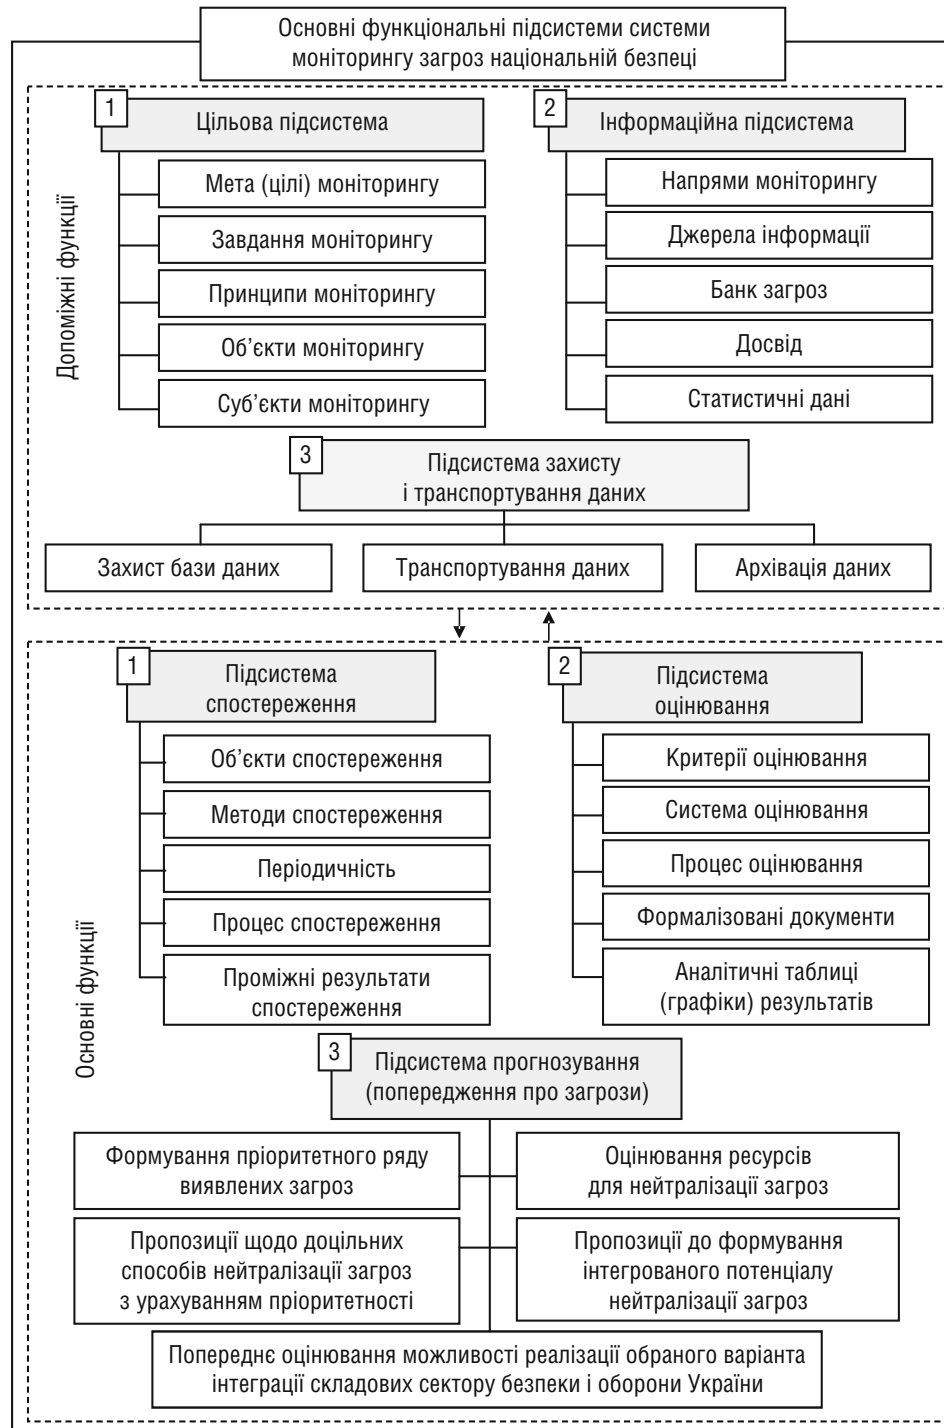 Основні функціональні підсистеми системи
моніторингу загроз національній безпеці
Допоміжні функції
1
Цільова підсистема
Мета (цілі) моніторингу
Завдання моніторингу
Принципи моніторингу
Об’єкти моніторингу
Суб’єкти моніторингу
2
Інформаційна підсистема
Напрями моніторингу
Джерела інформації
Банк загроз
Досвід
Статистичні дані
3
Підсистема захисту
і транспортування даних
Захист бази даних
Транспортування даних
Архівація даних
Основні функції
1
Підсистема
спостереження
Об’єкти спостереження
Методи спостереження
Періодичність
Процес спостереження
Проміжні результати
спостереження
2
Підсистема
оцінювання
Критерії оцінювання
Система оцінювання
Процес оцінювання
Формалізовані документи
Аналітичні таблиці
(графіки) результатів
3
Підсистема прогнозування
(попередження про загрози)
Формування пріоритетного ряду
виявлених загроз
Оцінювання ресурсів
для нейтралізації загроз
Пропозиції щодо доцільних
способів нейтралізації загроз
з урахуванням пріоритетності
Пропозиції до формування
інтегрованого потенціалу
нейтралізації загроз
Попереднє оцінювання можливості реалізації обраного варіанта
інтеграції складових сектору безпеки і оборони України